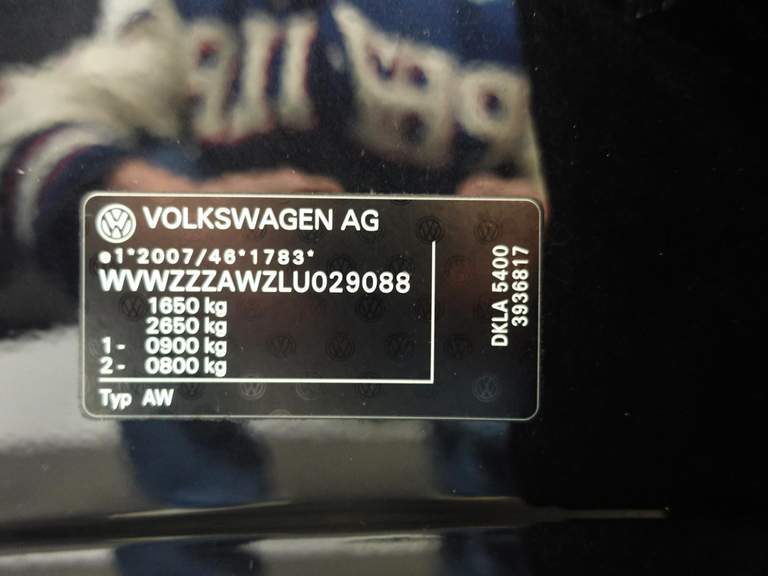 VOLKSWAGEN AG
e1*2007/46*1783*
WVWZZZAWZLU029088
1650 kg
2650 kg
1- 0900 kg
2- 0800 kg
Typ AW
DKLA 5400
3936817